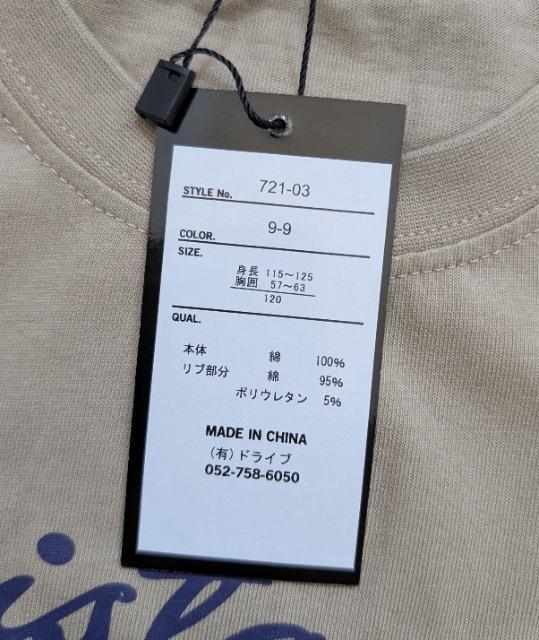 STYLE No. 721-03
COLOR. 9-9
SIZE.
身長 115～125
胸囲 57～63
120
QUAL.
本体 綿 100%
リブ部分 綿 95%
ポリウレタン 5%
MADE IN CHINA
(有)ドライブ
052-758-6050